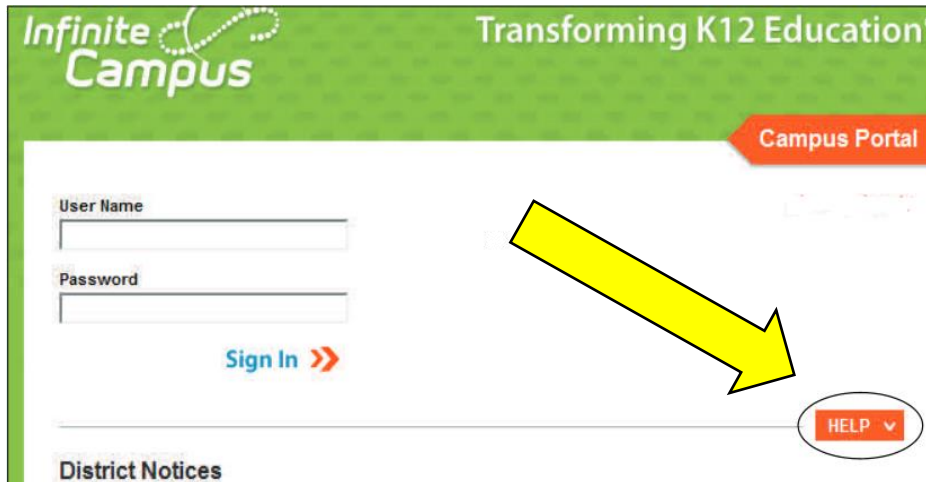 Infinite
Campus
Transforming K12 Education
Campus Portal
User Name
Password
Sign In
HELP
District Notices